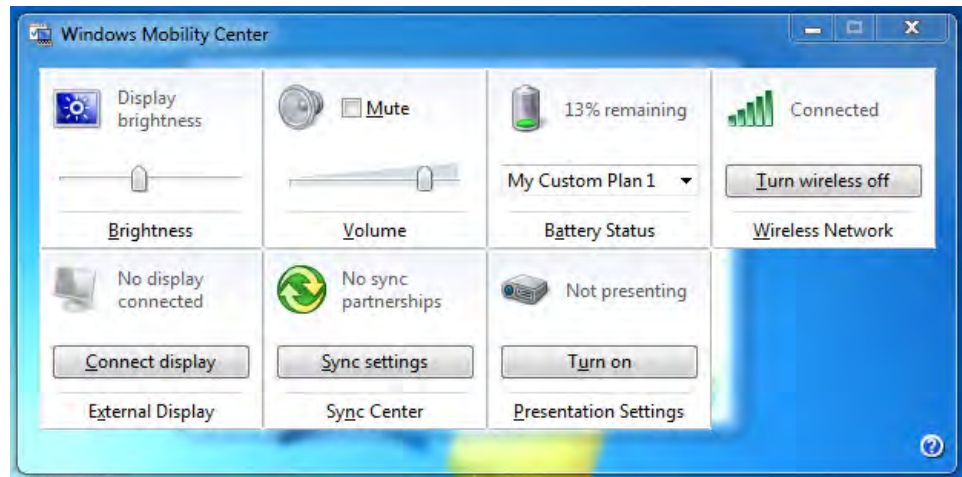 Windows Mobility Center
Display
brightness
Brightness
Mute
Volume
13% remaining
My Custom Plan 1
Battery Status
Connected
Turn wireless off
Wireless Network
No display
connected
Connect display
External Display
No sync
partnerships
Sync settings
Sync Center
Not presenting
Turn on
Presentation Settings
?